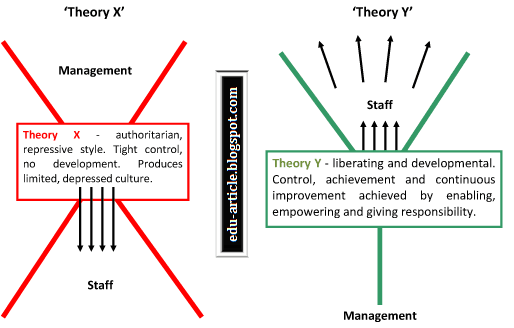 ‘Theory X’
Management
Theory X - authoritarian,
repressive style. Tight control,
no development. Produces
limited, depressed culture.
Staff
edu-article.blogspot.com
‘Theory Y’
Staff
Theory Y - liberating and developmental.
Control, achievement and continuous
improvement achieved by enabling,
empowering and giving responsibility.
Management